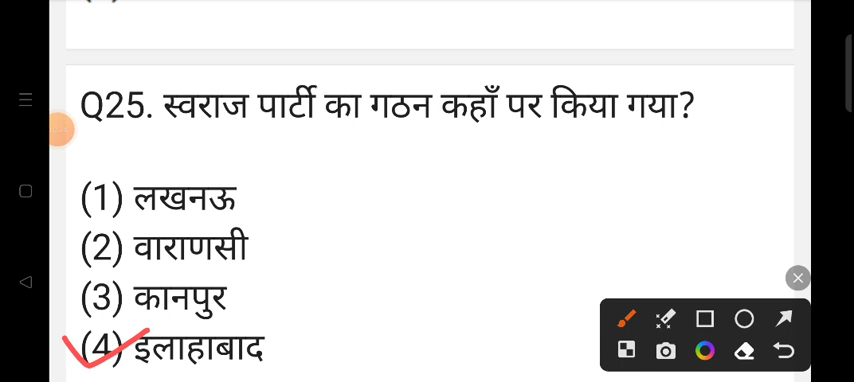 Q25. स्वराज पार्टी का गठन कहाँ पर किया गया?
(1) लखनऊ
(2) वाराणसी
(3) कानपुर
(4) इलाहाबाद